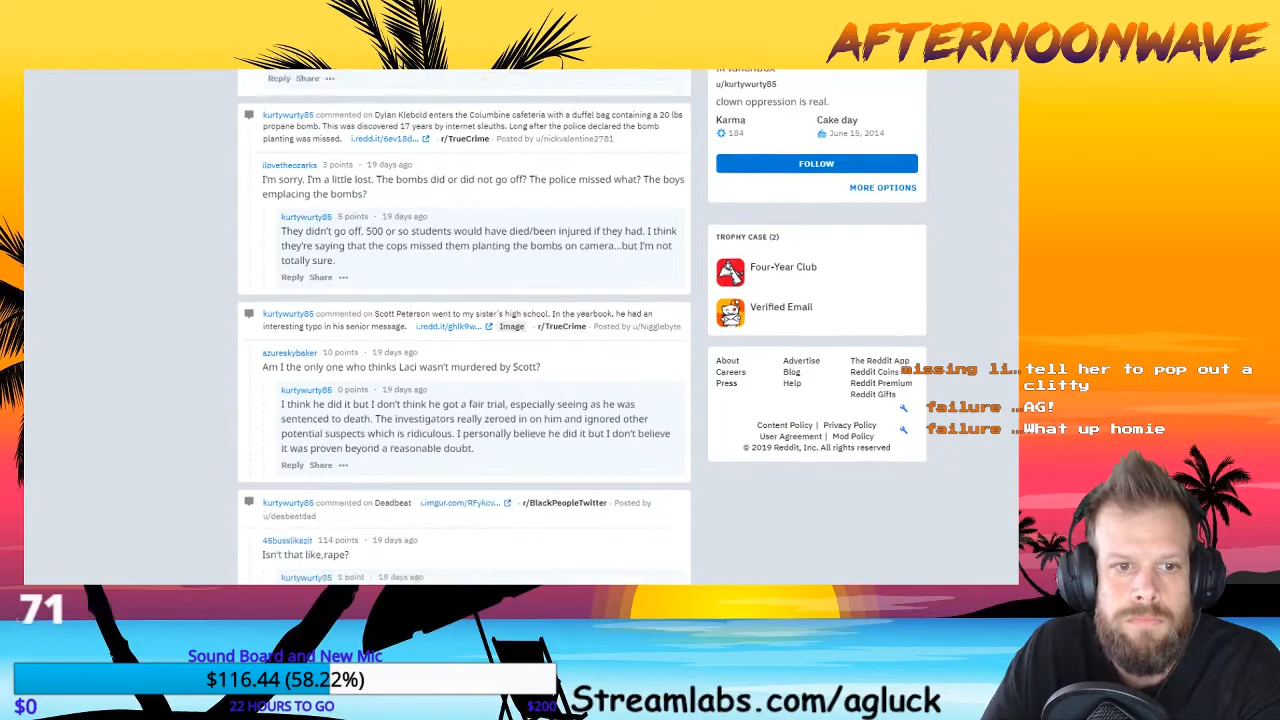 AFTERNOONWAVE
Reply Share ...
kurtywurty85 commented on Dylan Klebold enters the Columbine cafeteria with a duffel bag containing a 20 lbs
propane bomb. This was discovered 17 years by internet sleuths. Long after the police declared the bomb
planting was missed. i.redd.it/6ev18d... · r/TrueCrime · Posted by u/nickvalentine2781
ilovetheozarks 3 points · 19 days ago
I'm sorry. I'm a little lost. The bombs did or did not go off? The police missed what? The boys
emplacing the bombs?
kurtywurty85 5 points · 19 days ago
They didn't go off, 500 or so students would have died/been injured if they had. I think
they're saying that the cops missed them planting the bombs on camera...but I'm not
totally sure.
Reply Share ...
kurtywurty85 commented on Scott Peterson went to my sister's high school. In the yearbook, he had an
interesting typo in his senior message. i.redd.it/ghlk9w... Image · r/TrueCrime · Posted by u/Nigglebyte
azureskybaker 10 points · 19 days ago
Am I the only one who thinks Laci wasn't murdered by Scott?
kurtywurty85 0 points · 19 days ago
I think he did it but I don't think he got a fair trial, especially seeing as he was
sentenced to death. The investigators really zeroed in on him and ignored other
potential suspects which is ridiculous. I personally believe he did it but I don't believe
it was proven beyond a reasonable doubt.
Reply Share ...
kurtywurty85 commented on Deadbeat i.imgur.com/RFykcv... · r/BlackPeopleTwitter · Posted by
u/deabeatdad
45busslikezit 114 points · 19 days ago
Isn't that like,rape?
kurtywurty85 1 point · 19 days ago
u/kurtywurty85
clown oppression is real.
Karma Cake day
184 June 15, 2014
FOLLOW
MORE OPTIONS
TROPHY CASE (2)
Four-Year Club
Verified Email
About Advertise The Reddit App
Careers Blog Reddit Coins
Press Help Reddit Premium
Reddit Gifts
Content Policy | Privacy Policy
User Agreement | Mod Policy
© 2019 Reddit, Inc. All rights reserved
missing li...tell her to pop out a
clitty
failure ...AG!
failure ...What up homie
71
Sound Board and New Mic
$116.44 (58.22%)
$0 22 HOURS TO GO $200
Streamlabs.com/agluck